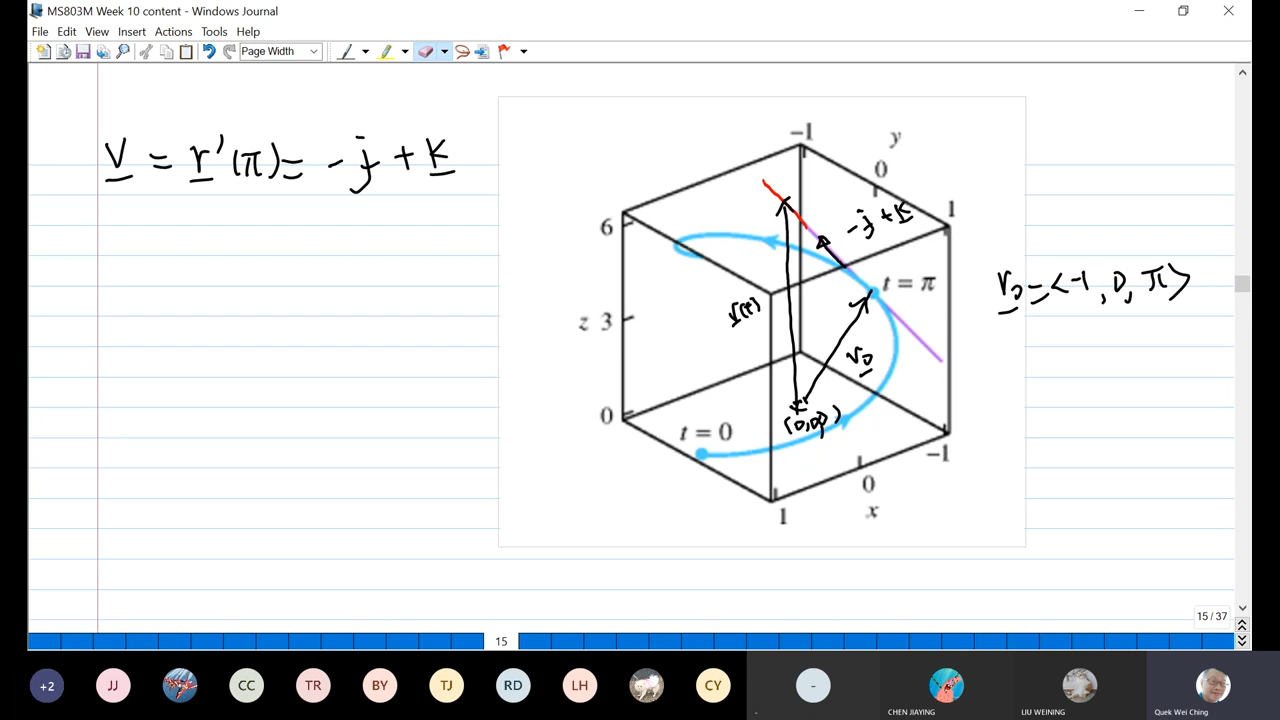 MS803M Week 10 content - Windows Journal
File Edit View Insert Actions Tools Help
Page Width
V = r'(π) = -j + k
-1
y
0
1
6
-j + k
t = π
r0 = <-1, 0, π>
r(t)
z 3
r0
0
t = 0
(0,0,0)
-1
0
1
x
15 / 37
15
+2 JJ CC TR BY TJ RD LH CY -
- CHEN JIAYING LIU WEINING Quek Wei Ching